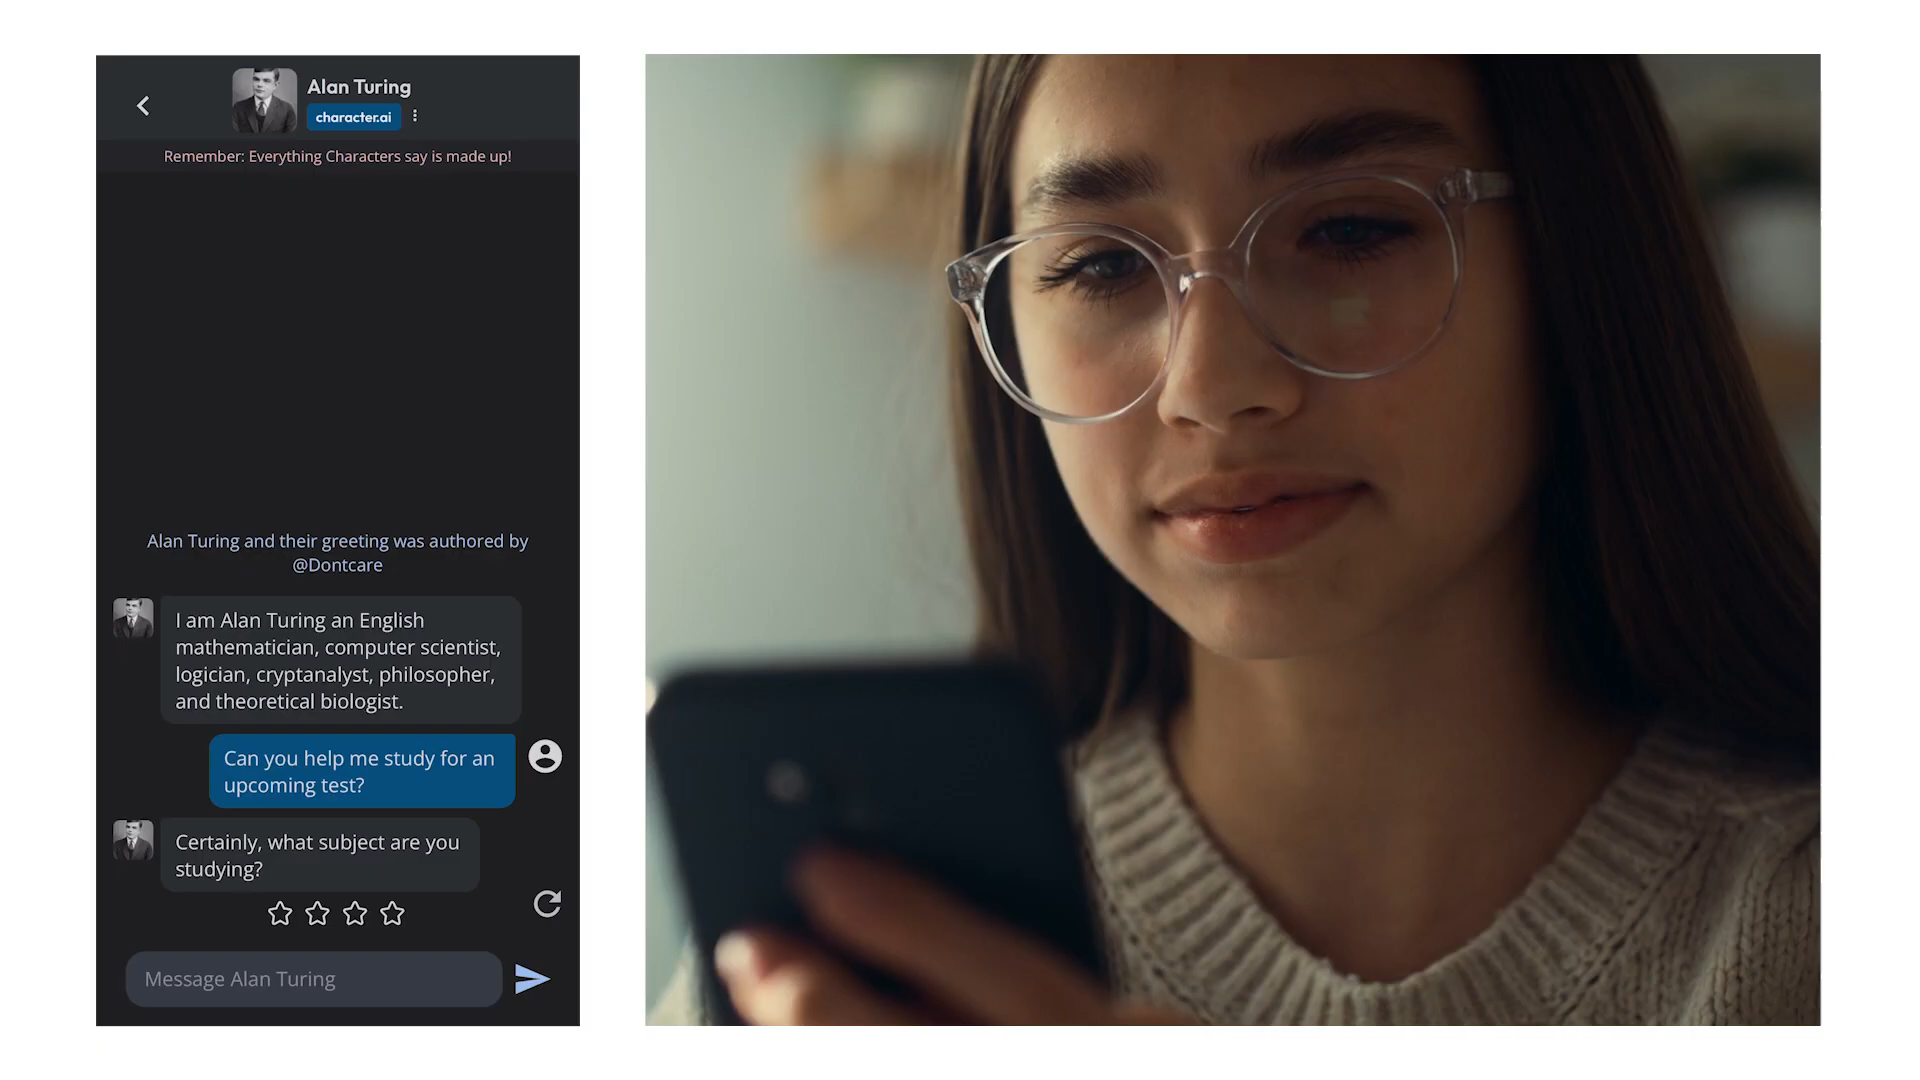 Alan Turing
character.ai
Remember: Everything Characters say is made up!
Alan Turing and their greeting was authored by
@Dontcare
I am Alan Turing an English
mathematician, computer scientist,
logician, cryptanalyst, philosopher,
and theoretical biologist.
Can you help me study for an
upcoming test?
Certainly, what subject are you
studying?
Message Alan Turing